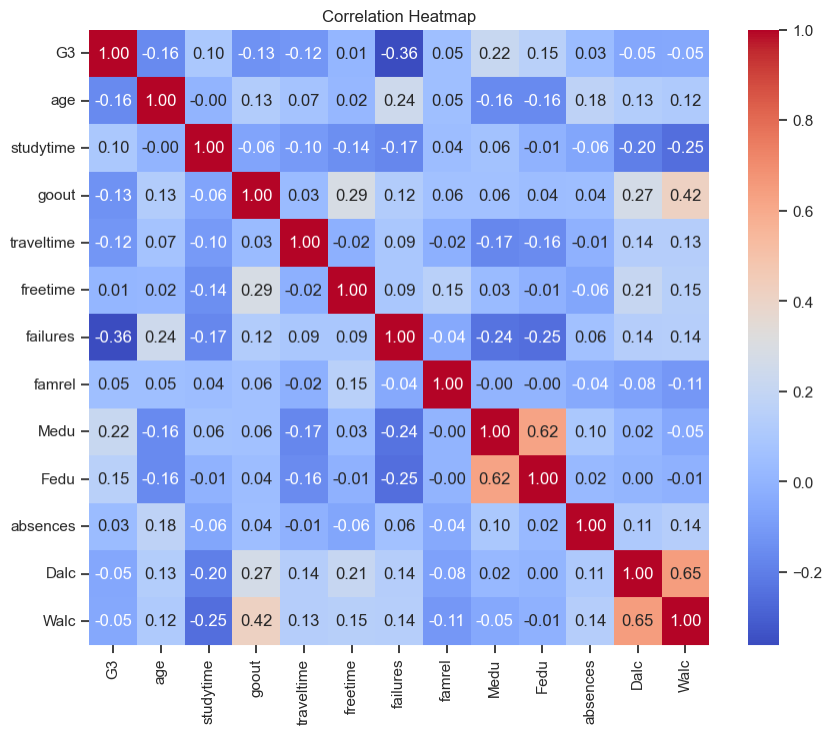 Correlation Heatmap
G3 1.00 -0.16 0.10 -0.13 -0.12 0.01 -0.36 0.05 0.22 0.15 0.03 -0.05 -0.05
age -0.16 1.00 -0.00 0.13 0.07 0.02 0.24 0.05 -0.16 -0.16 0.18 0.13 0.12
studytime 0.10 -0.00 1.00 -0.06 -0.10 -0.14 -0.17 0.04 0.06 -0.01 -0.06 -0.20 -0.25
goout -0.13 0.13 -0.06 1.00 0.03 0.29 0.12 0.06 0.06 0.04 0.04 0.27 0.42
traveltime -0.12 0.07 -0.10 0.03 1.00 -0.02 0.09 -0.02 -0.17 -0.16 -0.01 0.14 0.13
freetime 0.01 0.02 -0.14 0.29 -0.02 1.00 0.09 0.15 0.03 -0.01 -0.06 0.21 0.15
failures -0.36 0.24 -0.17 0.12 0.09 0.09 1.00 -0.04 -0.24 -0.25 0.06 0.14 0.14
famrel 0.05 0.05 0.04 0.06 -0.02 0.15 -0.04 1.00 -0.00 -0.00 -0.04 -0.08 -0.11
Medu 0.22 -0.16 0.06 0.06 -0.17 0.03 -0.24 -0.00 1.00 0.62 0.10 0.02 -0.05
Fedu 0.15 -0.16 -0.01 0.04 -0.16 -0.01 -0.25 -0.00 0.62 1.00 0.02 0.00 -0.01
absences 0.03 0.18 -0.06 0.04 -0.01 -0.06 0.06 -0.04 0.10 0.02 1.00 0.11 0.14
Dalc -0.05 0.13 -0.20 0.27 0.14 0.21 0.14 -0.08 0.02 0.00 0.11 1.00 0.65
Walc -0.05 0.12 -0.25 0.42 0.13 0.15 0.14 -0.11 -0.05 -0.01 0.14 0.65 1.00
G3 age studytime goout traveltime freetime failures famrel Medu Fedu absences Dalc Walc
1.0
0.8
0.6
0.4
0.2
0.0
−0.2